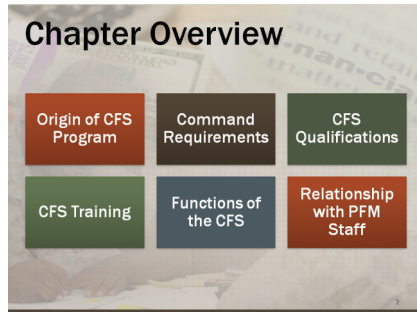 Chapter Overview
Origin of CFS
Program
Command
Requirements
CFS
Qualifications
CFS Training
Functions of
the CFS
Relationship
with PFM
Staff
2